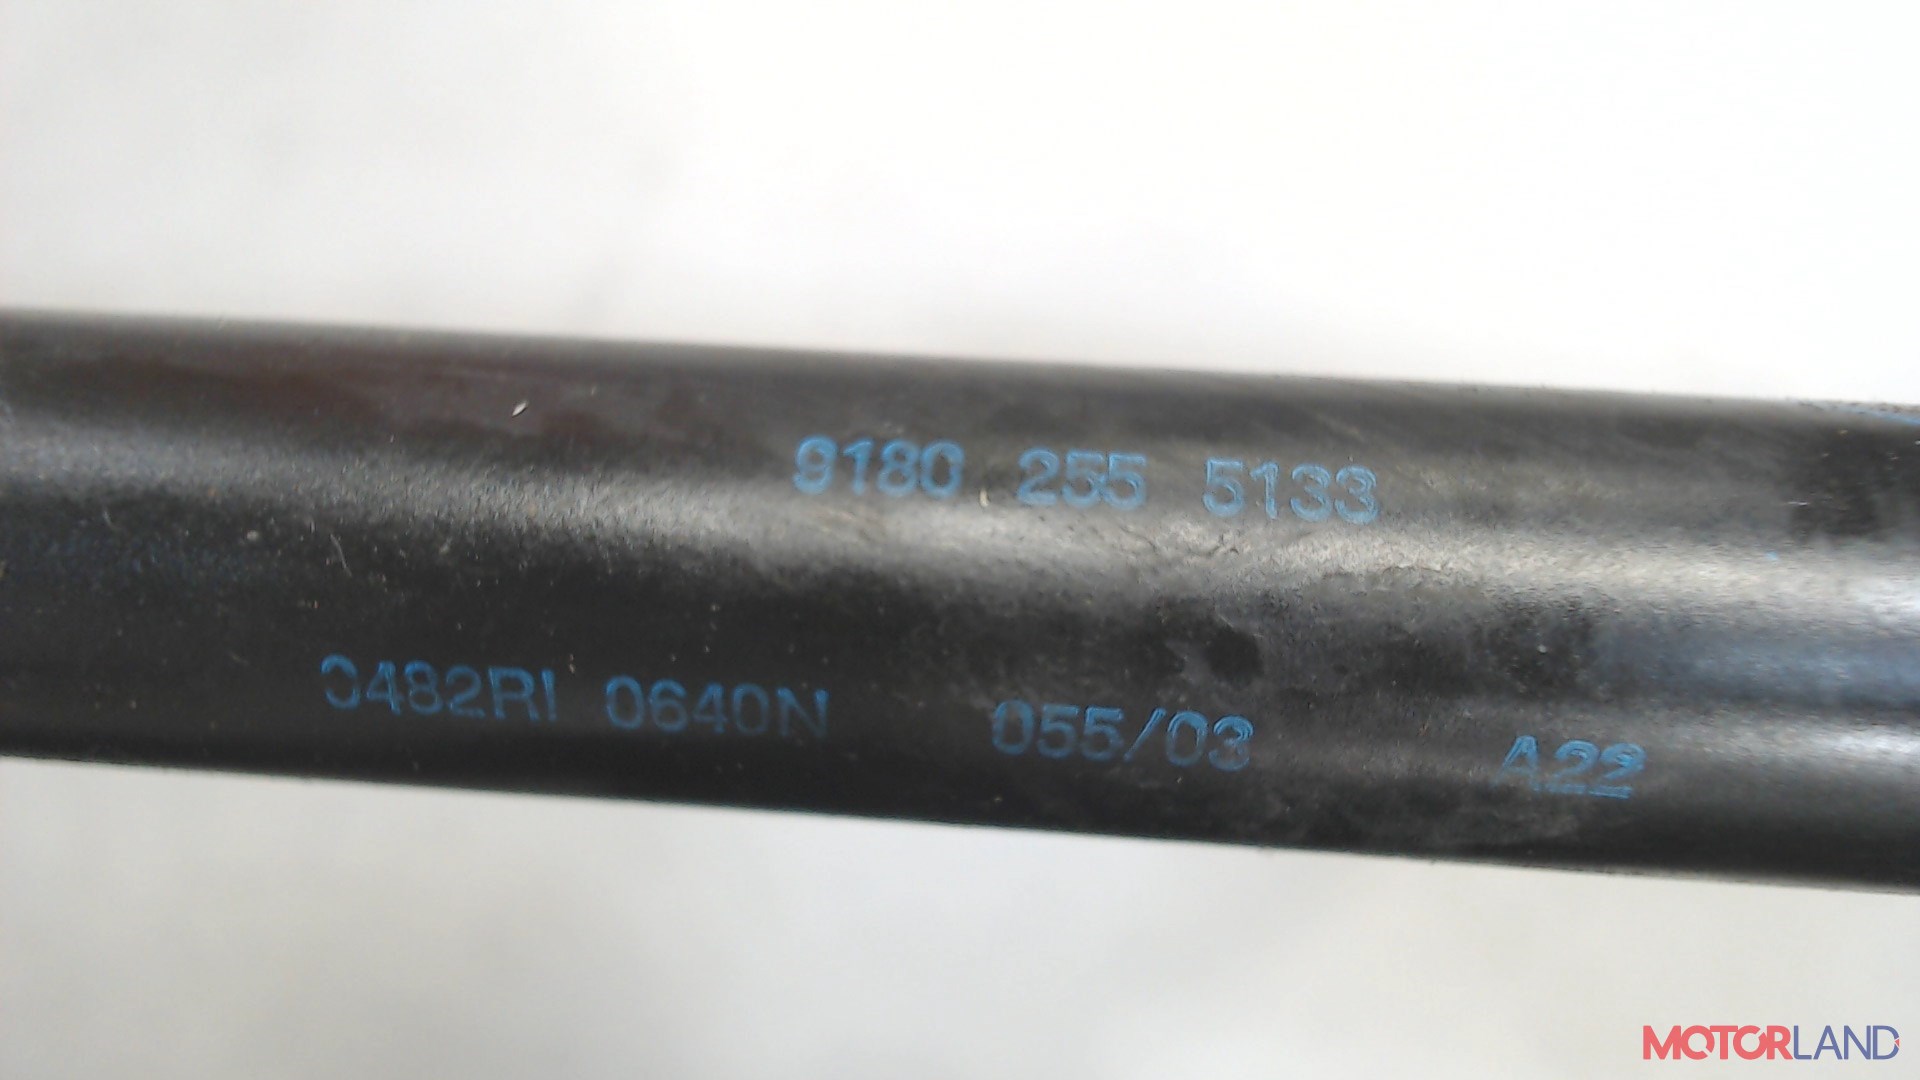 9180 255 5133
0482RI 0640N 055/03 A22
MOTORLAND